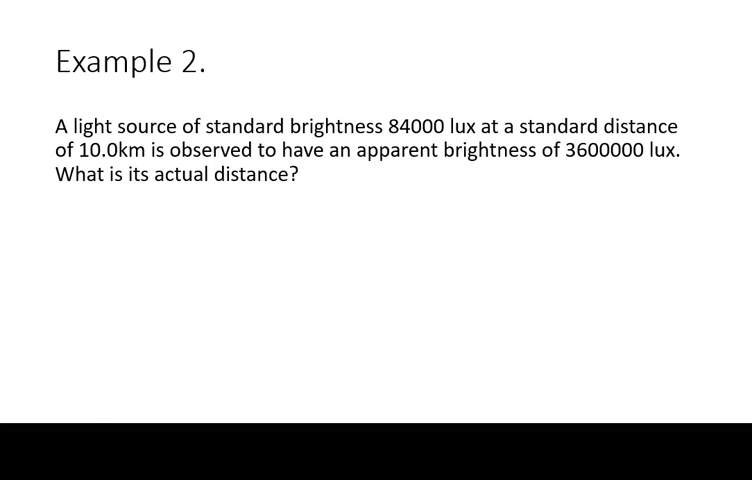 Example 2.
A light source of standard brightness 84000 lux at a standard distance
of 10.0km is observed to have an apparent brightness of 3600000 lux.
What is its actual distance?